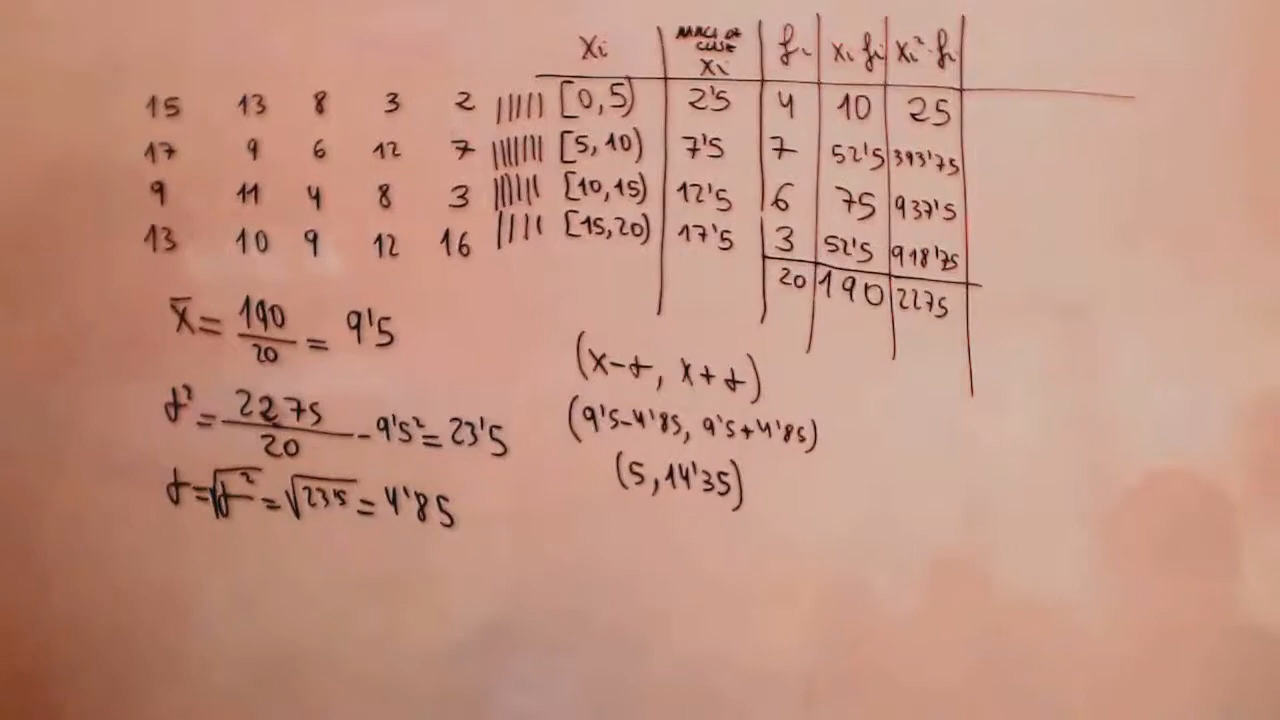 Xi MARCA DE CLASE Xi fi xi fi xi²·fi
15 13 8 3 2 [0,5) 2'5 4 10 25
17 9 6 12 7 [5,10) 7'5 7 52'5 393'75
9 11 4 8 3 [10,15) 12'5 6 75 937'5
13 10 9 12 16 [15,20) 17'5 3 52'5 918'75
20 190 2275
x̄ = 190/20 = 9'5
σ² = 2275/20 - 9'5² = 23'5
σ = √σ² = √23'5 = 4'85
(x-σ, x+σ)
(9'5-4'85, 9'5+4'85)
(5, 14'35)